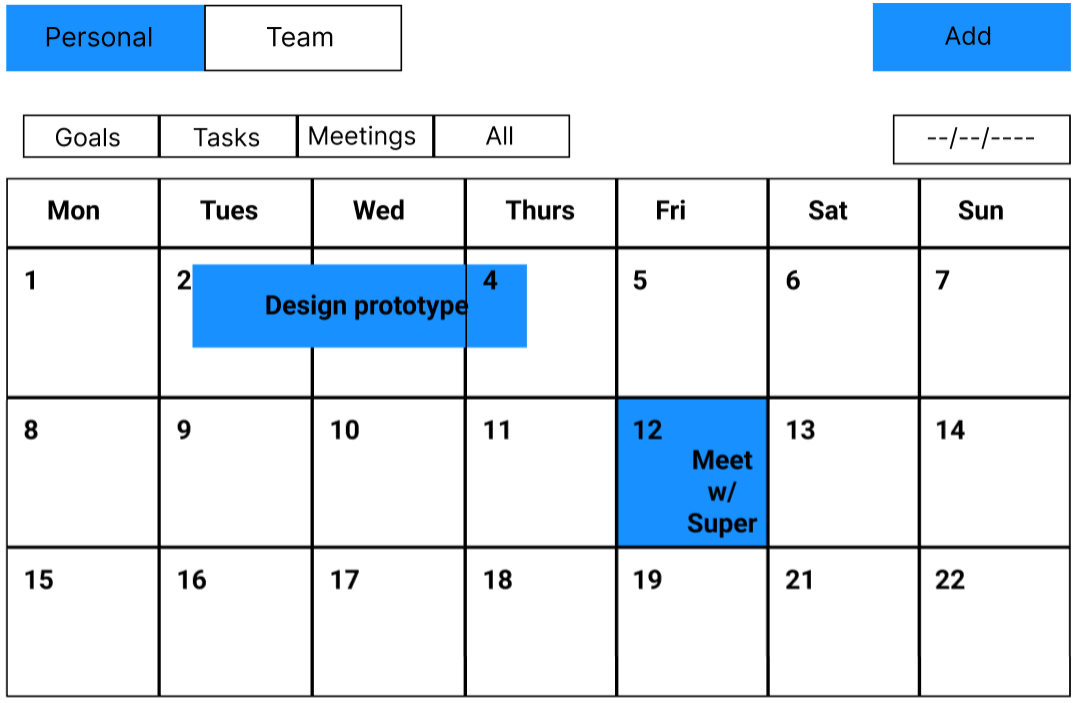 Personal Team Add
Goals Tasks Meetings All --/--/----
Mon Tues Wed Thurs Fri Sat Sun
1 2 4 5 6 7
Design prototype
8 9 10 11 12 13 14
Meet
w/
Super
15 16 17 18 19 21 22